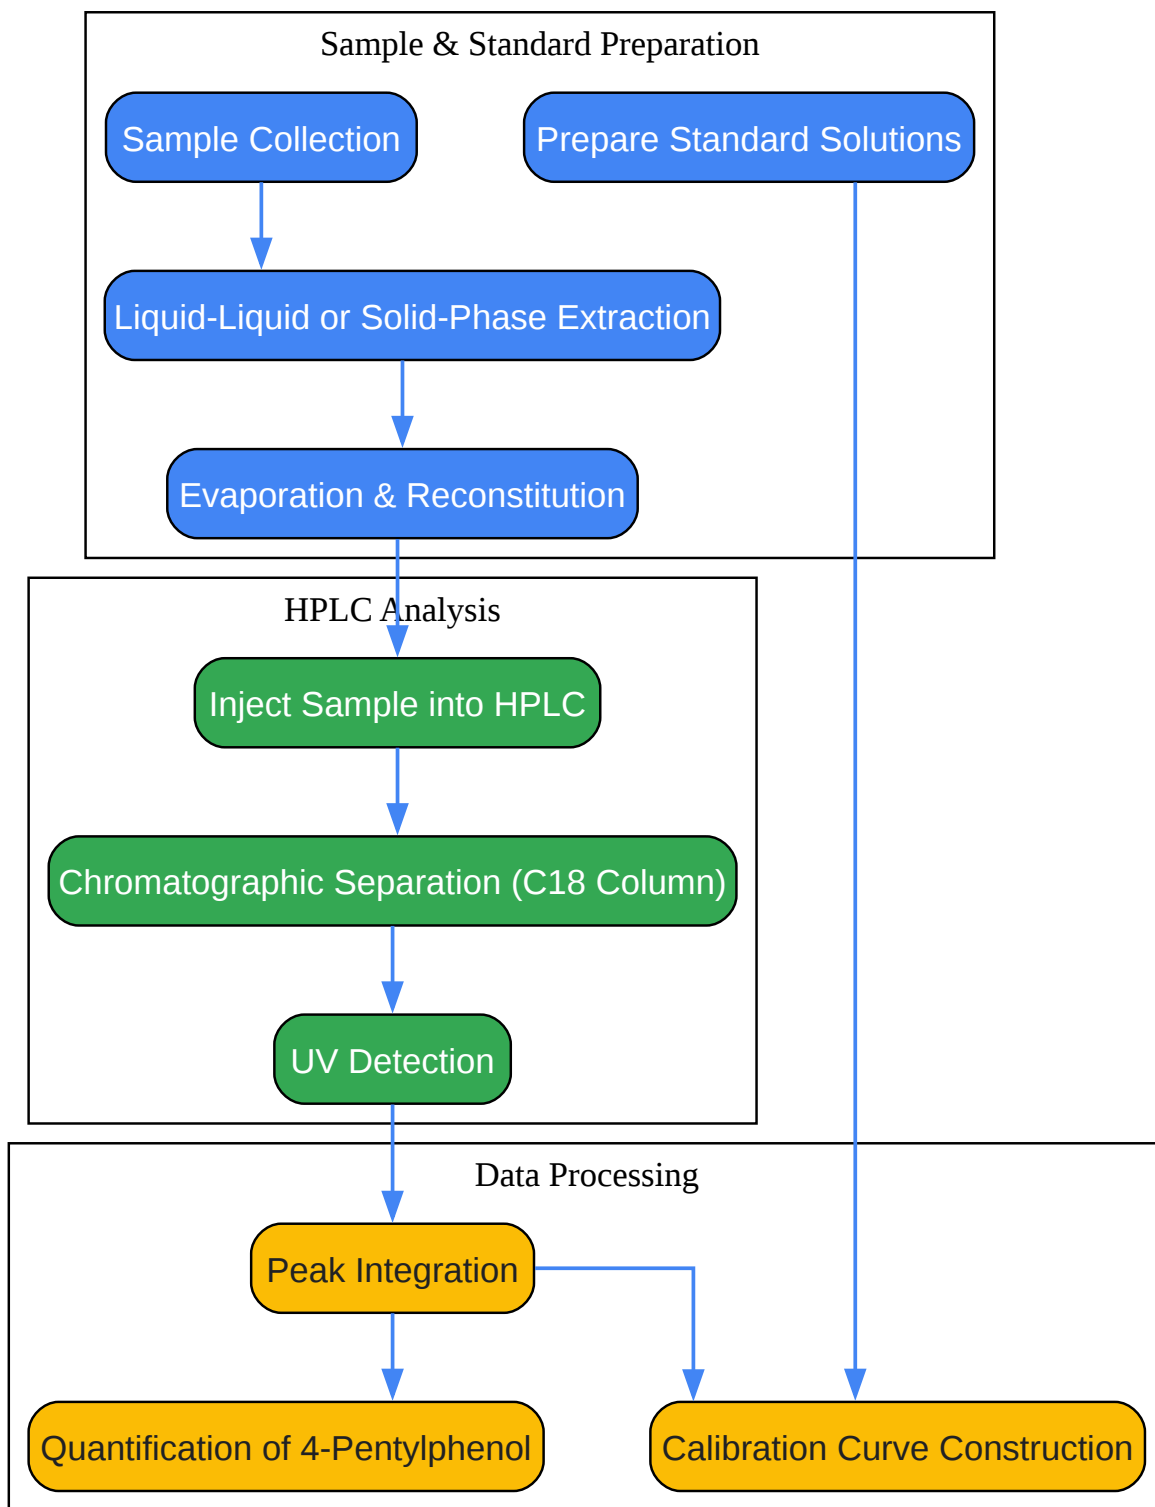 Sample & Standard Preparation
Sample Collection
Prepare Standard Solutions
Liquid-Liquid or Solid-Phase Extraction
Evaporation & Reconstitution
HPLC Analysis
Inject Sample into HPLC
Chromatographic Separation (C18 Column)
UV Detection
Data Processing
Peak Integration
Quantification of 4-Pentylphenol
Calibration Curve Construction